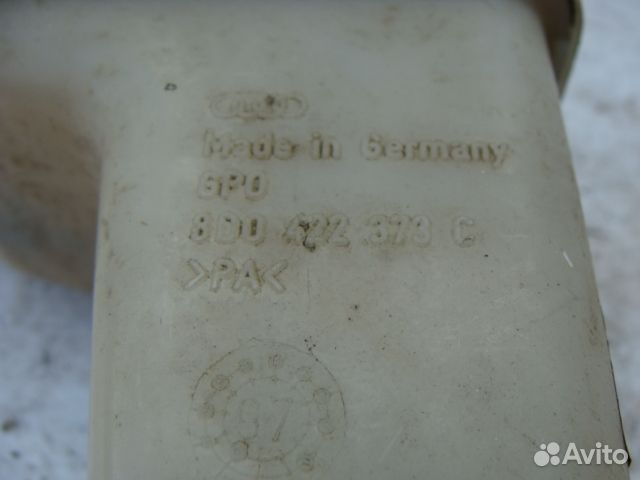 Made in Germany
GPO
8D0 422 373 C
>PA<
97
Avito